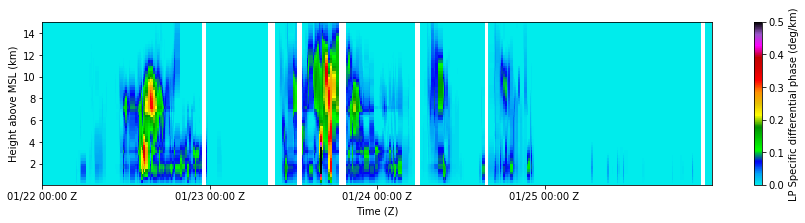 Height above MSL (km)
14
12
10
8
6
4
2
01/22 00:00 Z
01/23 00:00 Z
01/24 00:00 Z
01/25 00:00 Z
Time (Z)
0.5
0.4
0.3
0.2
0.1
0.0
LP Specific differential phase (deg/km)